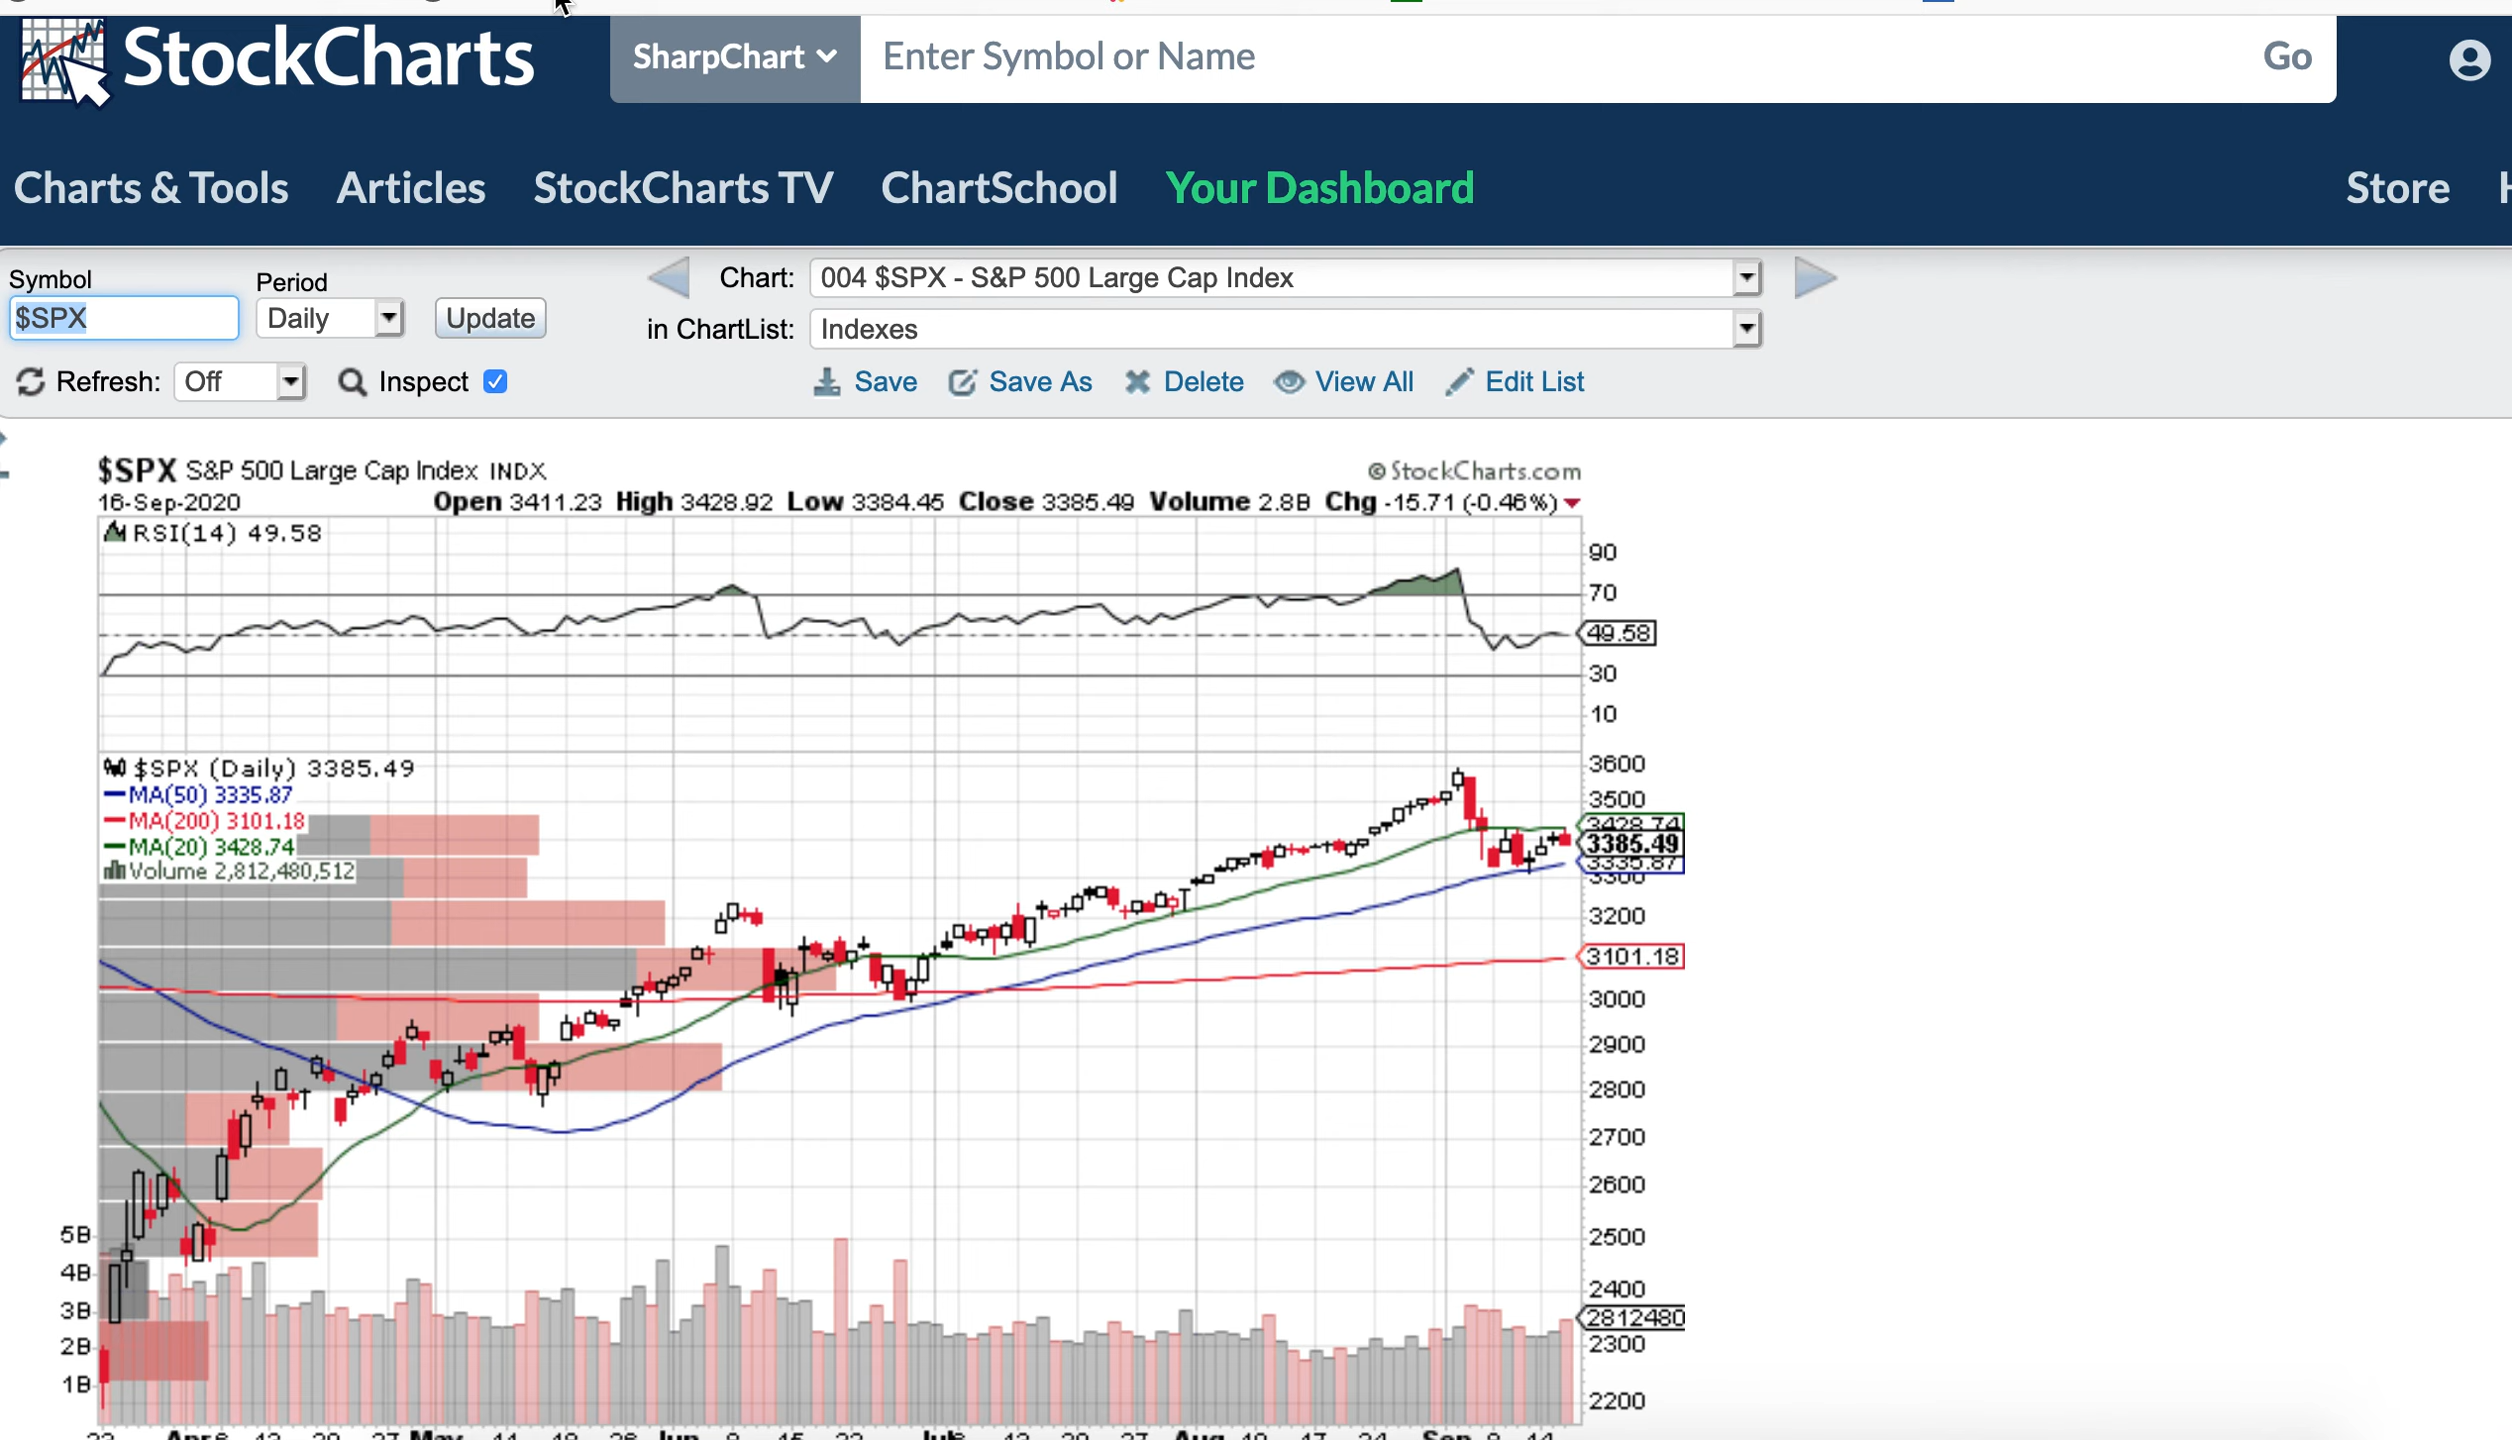 StockCharts SharpChart Enter Symbol or Name Go
Charts & Tools Articles StockCharts TV ChartSchool Your Dashboard Store
Symbol Period Chart: 004 $SPX - S&P 500 Large Cap Index
$SPX Daily Update in ChartList: Indexes
Refresh: Off Inspect Save Save As Delete View All Edit List
$SPX S&P 500 Large Cap Index INDX © StockCharts.com
16-Sep-2020 Open 3411.23 High 3428.92 Low 3384.45 Close 3385.49 Volume 2.8B Chg -15.71 (-0.46%)
RSI(14) 49.58
90
70
49.58
30
10
$SPX (Daily) 3385.49
MA(50) 3335.87
MA(200) 3101.18
MA(20) 3428.74
Volume 2,812,480,512
3600
3500
3428.74
3385.49
3335.87
3300
3200
3101.18
3000
2900
2800
2700
2600
2500
2400
2812480
2300
2200
5B
4B
3B
2B
1B